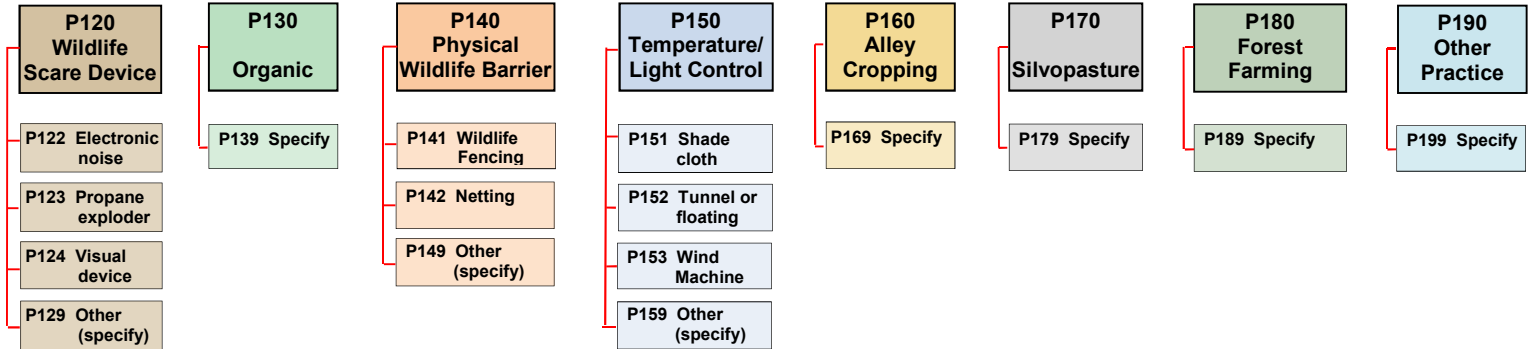 P120
Wildlife
Scare Device
P122 Electronic
noise
P123 Propane
exploder
P124 Visual
device
P129 Other
(specify)
P130
Organic
P139 Specify
P140
Physical
Wildlife Barrier
P141 Wildlife
Fencing
P142 Netting
P149 Other
(specify)
P150
Temperature/
Light Control
P151 Shade
cloth
P152 Tunnel or
floating
P153 Wind
Machine
P159 Other
(specify)
P160
Alley
Cropping
P169 Specify
P170
Silvopasture
P179 Specify
P180
Forest
Farming
P189 Specify
P190
Other
Practice
P199 Specify